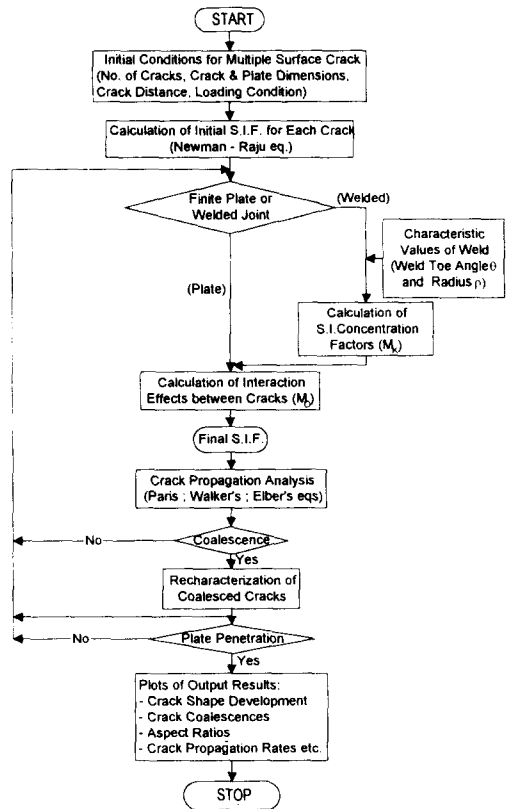 START
Initial Conditions for Multiple Surface Crack
(No. of Cracks, Crack & Plate Dimensions,
Crack Distance, Loading Condition)
Calculation of Initial S.I.F. for Each Crack
(Newman - Raju eq.)
Finite Plate or
Welded Joint
(Welded)
Characteristic
Values of Weld
(Weld Toe Angle θ
and Radius ρ)
(Plate)
Calculation of
S.I.Concentration
Factors (Mk)
Calculation of Interaction
Effects between Cracks (Mo)
Final S.I.F.
Crack Propagation Analysis
(Paris ; Walker's ; Elber's eqs)
No
Coalescence
Yes
Recharacterization of
Coalesced Cracks
No
Plate Penetration
Yes
Plots of Output Results:
- Crack Shape Development
- Crack Coalescences
- Aspect Ratios
- Crack Propagation Rates etc.
STOP